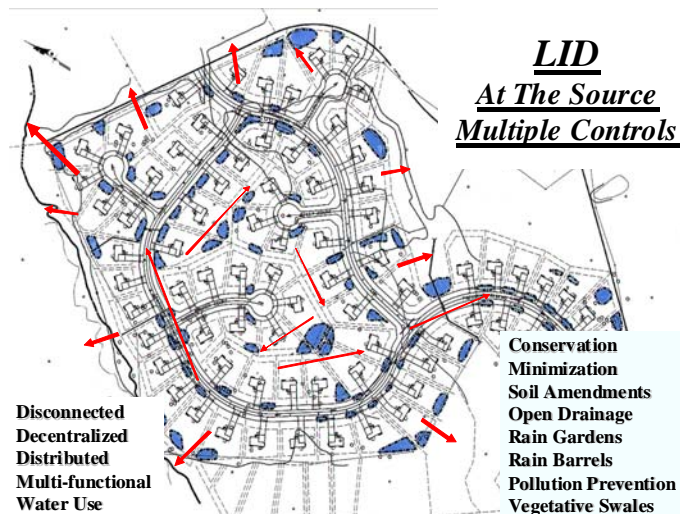 LID
At The Source
Multiple Controls
Disconnected
Decentralized
Distributed
Multi-functional
Water Use
Conservation
Minimization
Soil Amendments
Open Drainage
Rain Gardens
Rain Barrels
Pollution Prevention
Vegetative Swales